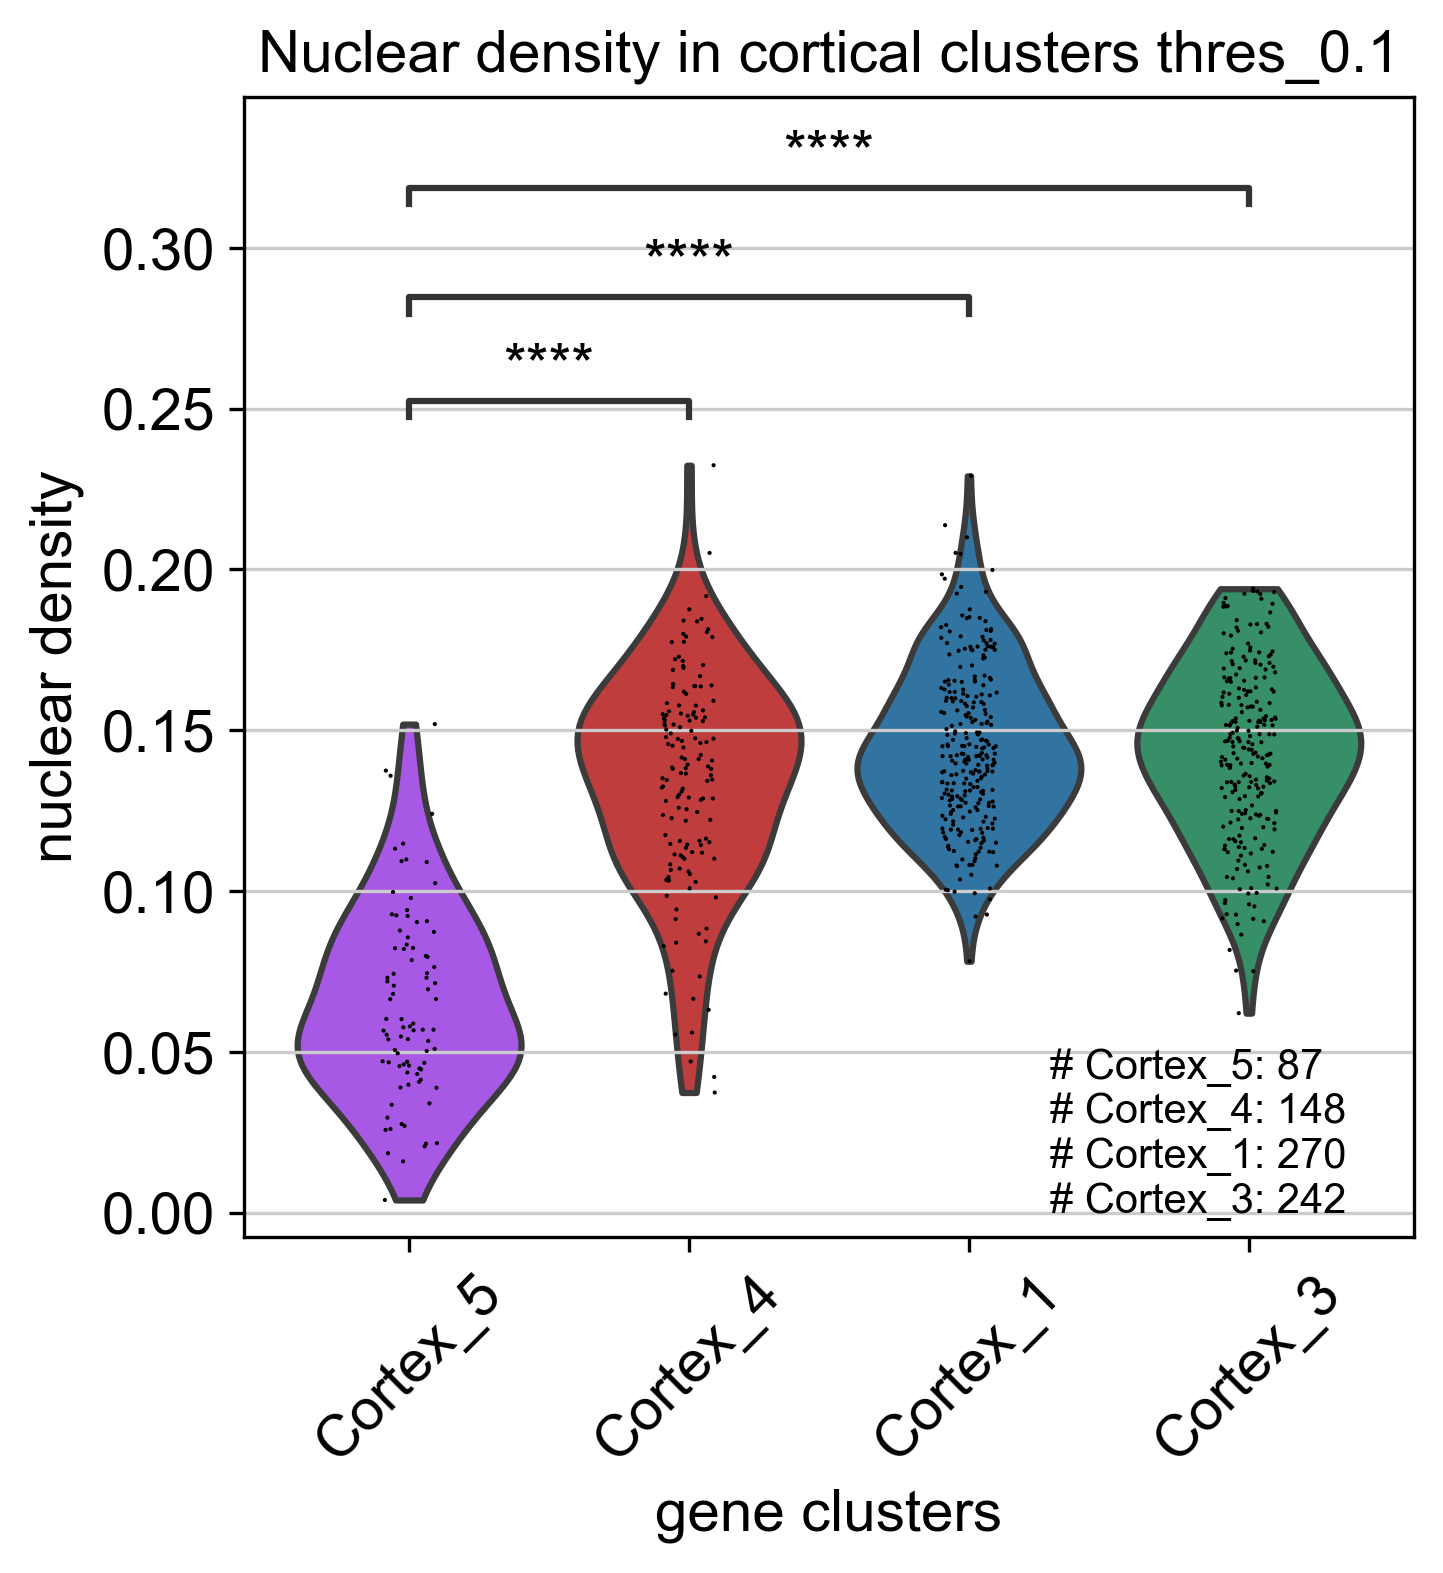 Nuclear density in cortical clusters thres_0.1
****
0.30
****
****
0.25
0.20
0.15
0.10
0.05
0.00
nuclear density
# Cortex_5: 87
# Cortex_4: 148
# Cortex_1: 270
# Cortex_3: 242
Cortex_5
Cortex_4
Cortex_1
Cortex_3
gene clusters